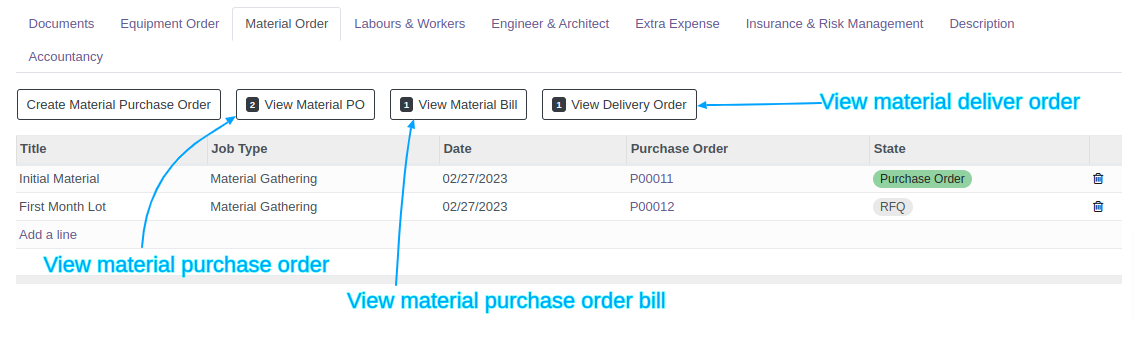 Documents Equipment Order Material Order Labours & Workers Engineer & Architect Extra Expense Insurance & Risk Management Description
Accountancy
Create Material Purchase Order 2 View Material PO 1 View Material Bill 1 View Delivery Order View material deliver order
Title Job Type Date Purchase Order State
Initial Material Material Gathering 02/27/2023 P00011 Purchase Order
First Month Lot Material Gathering 02/27/2023 P00012 RFQ
Add a line
View material purchase order
View material purchase order bill